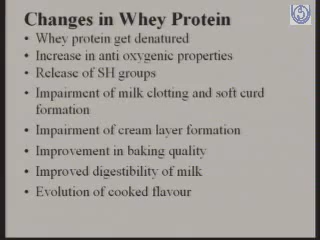 Changes in Whey Protein
• Whey protein get denatured
• Increase in anti oxygenic properties
• Release of SH groups
• Impairment of milk clotting and soft curd
formation
• Impairment of cream layer formation
• Improvement in baking quality
• Improved digestibility of milk
• Evolution of cooked flavour